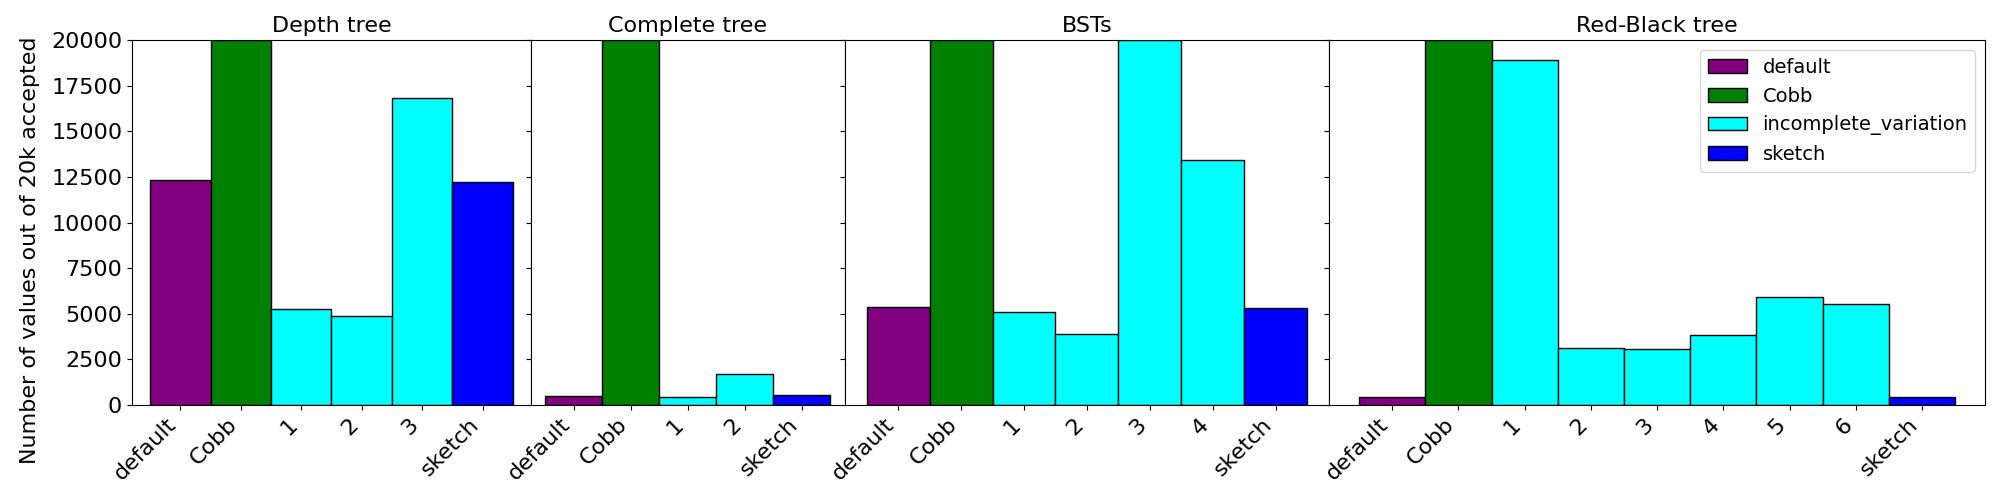 Depth tree
Complete tree
BSTs
Red-Black tree
Number of values out of 20k accepted
20000
17500
15000
12500
10000
7500
5000
2500
0
default
Cobb
incomplete_variation
sketch
default Cobb 1 2 3 sketch
default Cobb 1 2 sketch
default Cobb 1 2 3 4 sketch
default Cobb 1 2 3 4 5 6 sketch